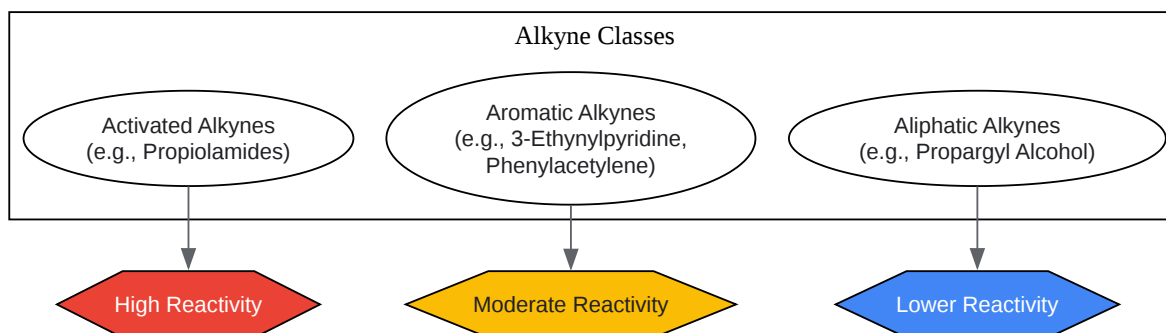 Alkyne Classes
Activated Alkynes
(e.g., Propiolamides)
Aromatic Alkynes
(e.g., 3-Ethynylpyridine,
Phenylacetylene)
Aliphatic Alkynes
(e.g., Propargyl Alcohol)
High Reactivity
Moderate Reactivity
Lower Reactivity